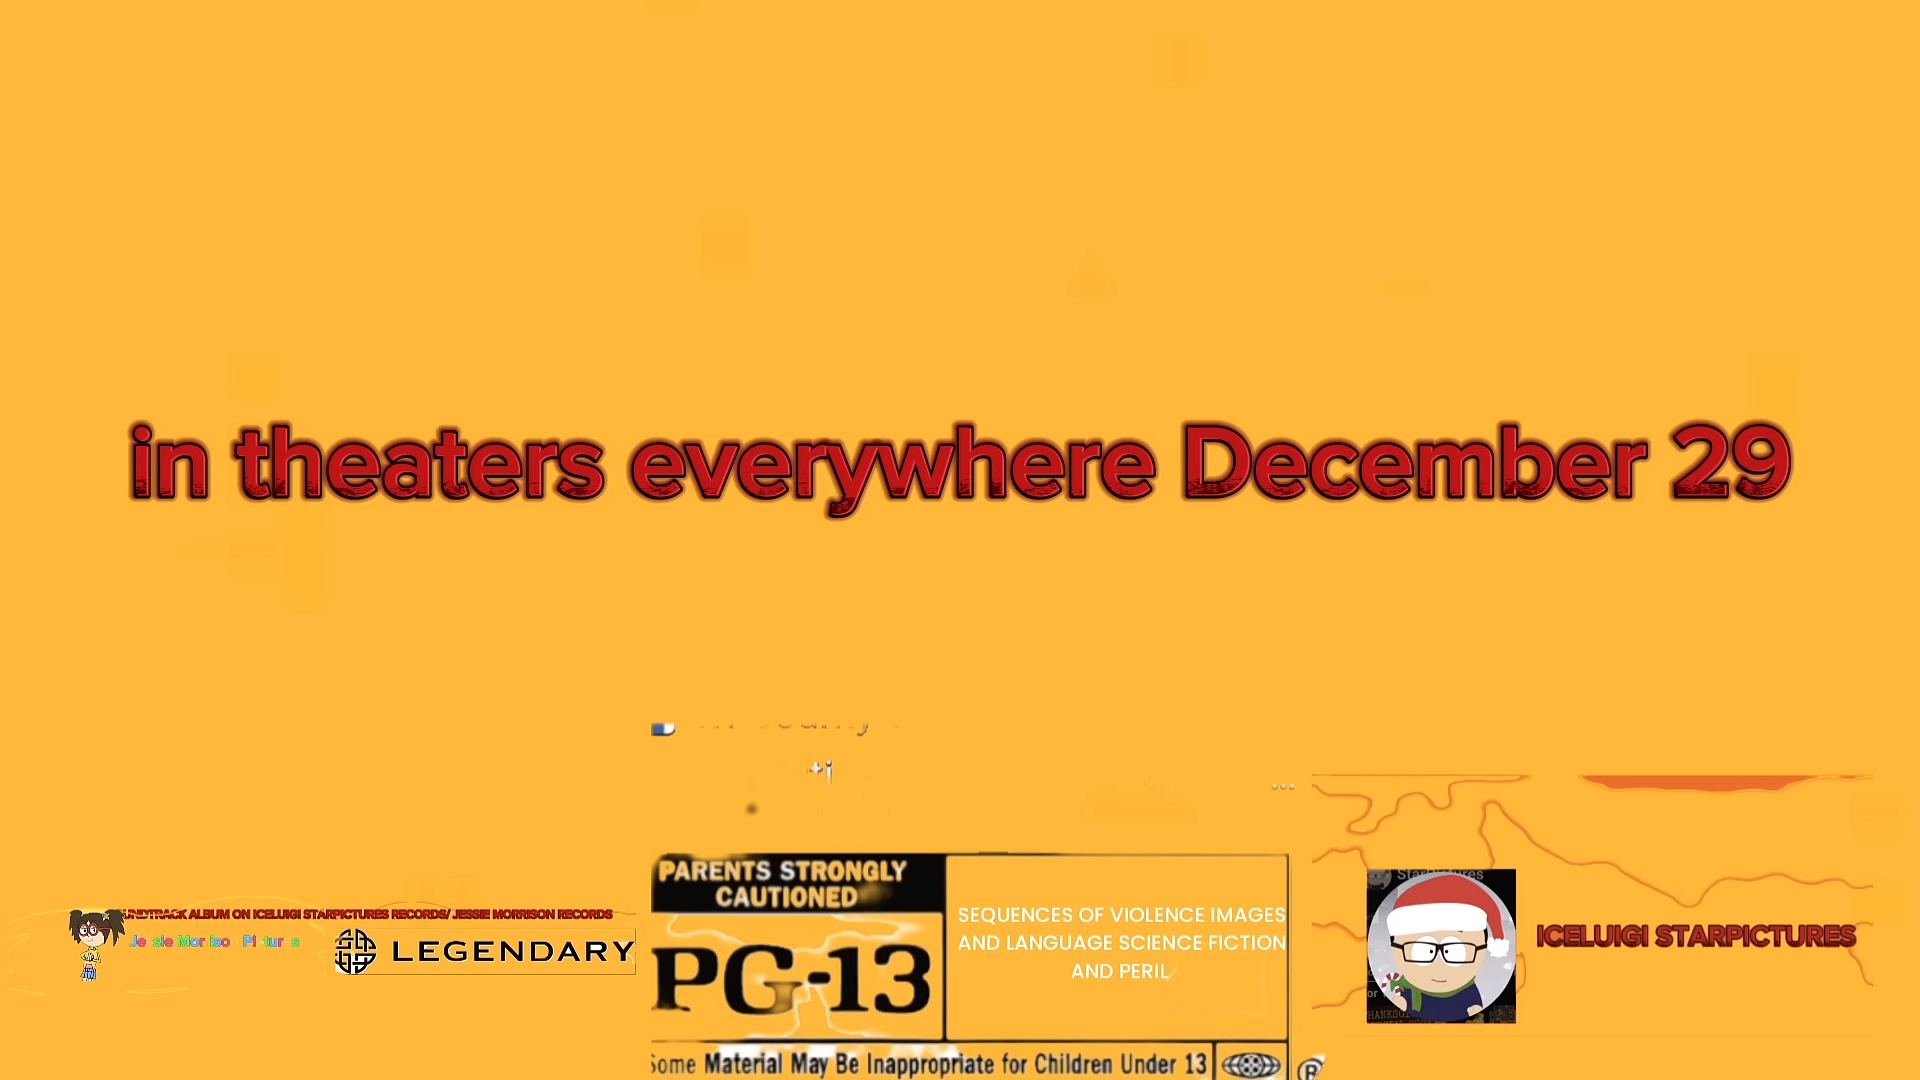 in theaters everywhere December 29
PARENTS STRONGLY
CAUTIONED
PG-13
SEQUENCES OF VIOLENCE IMAGES
AND LANGUAGE SCIENCE FICTION
AND PERIL
Some Material May Be Inappropriate for Children Under 13
®
ALBUM ON ICELUIGI STARPICTURES RECORDS/ JESSIE MORRISON RECORDS
LEGENDARY
StarPictures
ICELUIGI STARPICTURES